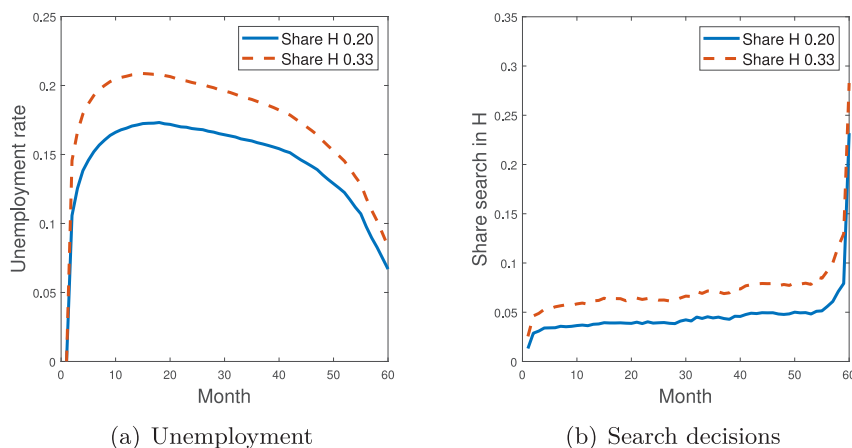 0.25
0.2
0.15
0.1
0.05
0
Unemployment rate
Share H 0.20
Share H 0.33
0 10 20 30 40 50 60
Month
(a) Unemployment
0.35
0.3
0.25
0.2
0.15
0.1
0.05
0
Share search in H
Share H 0.20
Share H 0.33
0 10 20 30 40 50 60
Month
(b) Search decisions